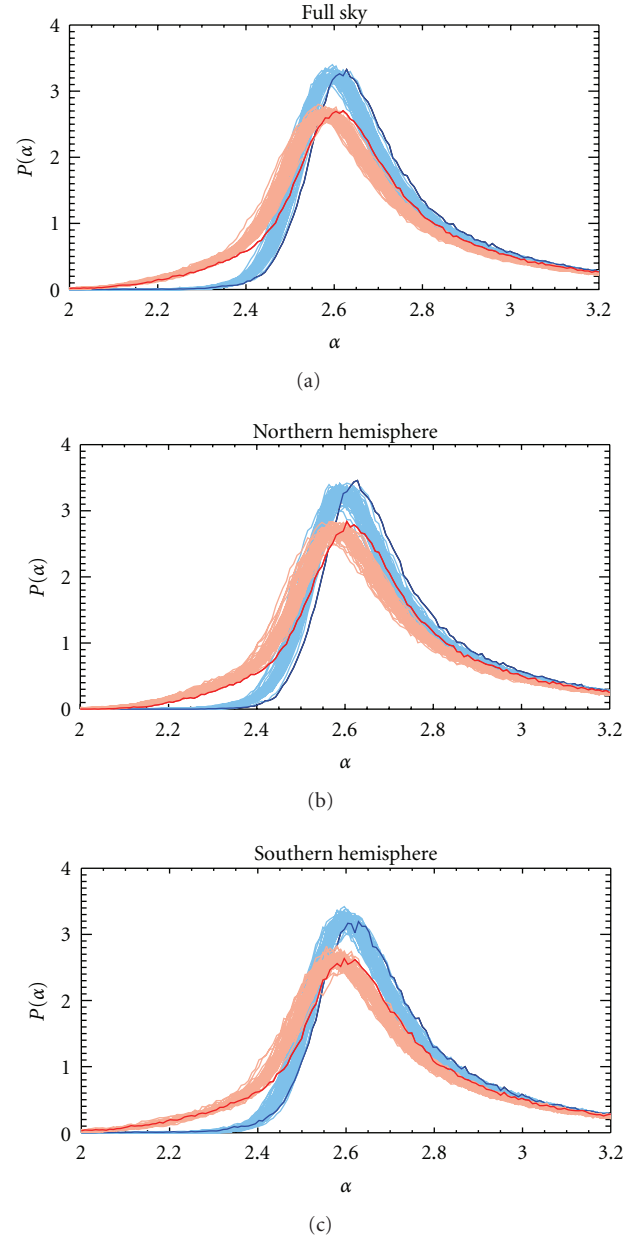 Full sky
4
3
2
1
0
P(α)
2 2.2 2.4 2.6 2.8 3 3.2
α
(a)
Northern hemisphere
4
3
2
1
0
P(α)
2 2.2 2.4 2.6 2.8 3 3.2
α
(b)
Southern hemisphere
4
3
2
1
0
P(α)
2 2.2 2.4 2.6 2.8 3 3.2
α
(c)